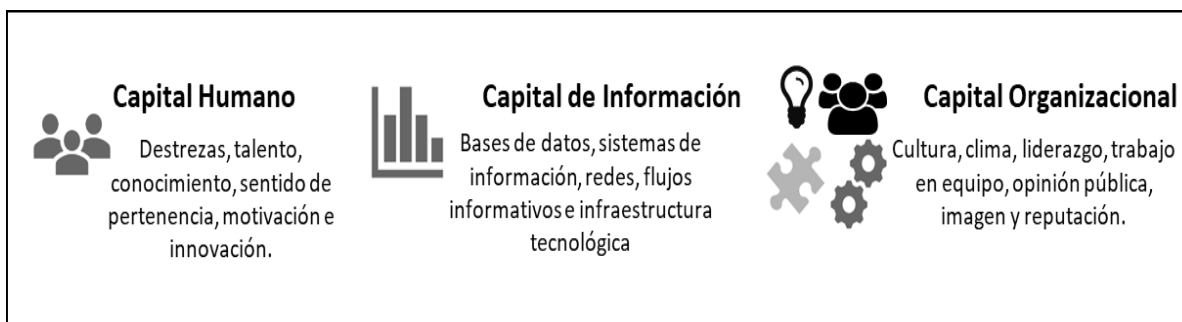 Capital Humano
Destrezas, talento,
conocimiento, sentido de
pertenencia, motivación e
innovación.
Capital de Información
Bases de datos, sistemas de
información, redes, flujos
informativos e infraestructura
tecnológica
Capital Organizacional
Cultura, clima, liderazgo, trabajo
en equipo, opinión pública,
imagen y reputación.